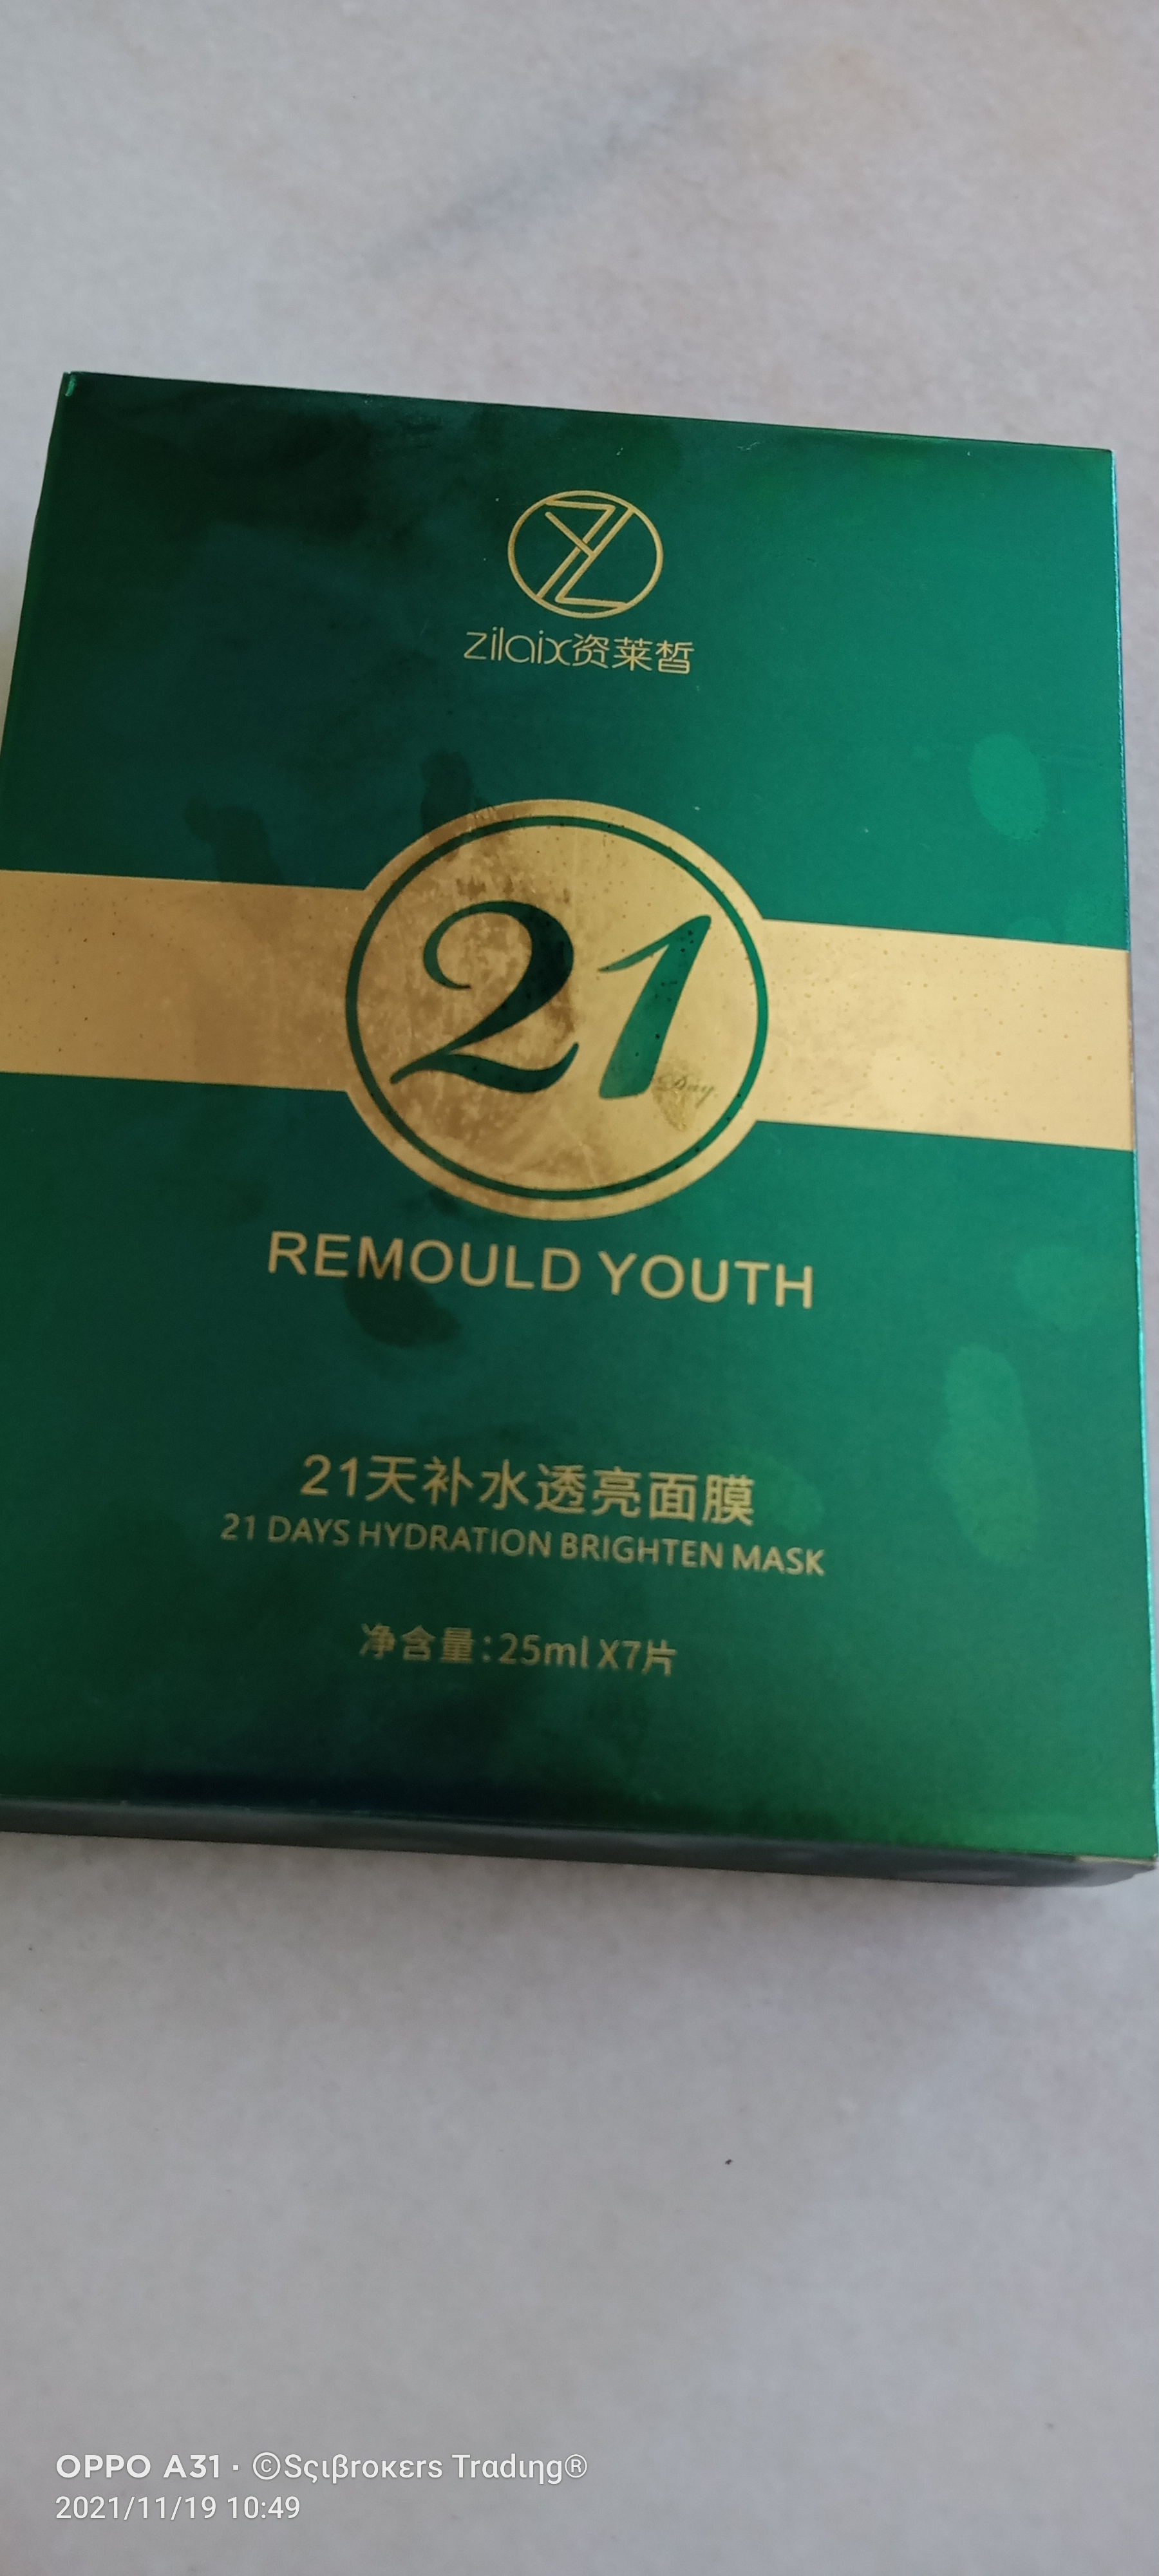 zilaix资莱皙
21
Day.
REMOULD YOUTH
21天补水透亮面膜
21 DAYS HYDRATION BRIGHTEN MASK
净含量:25ml X7片
OPPO A31 · ©Sςιβrοκεrs Trαdιηg®
2021/11/19 10:49